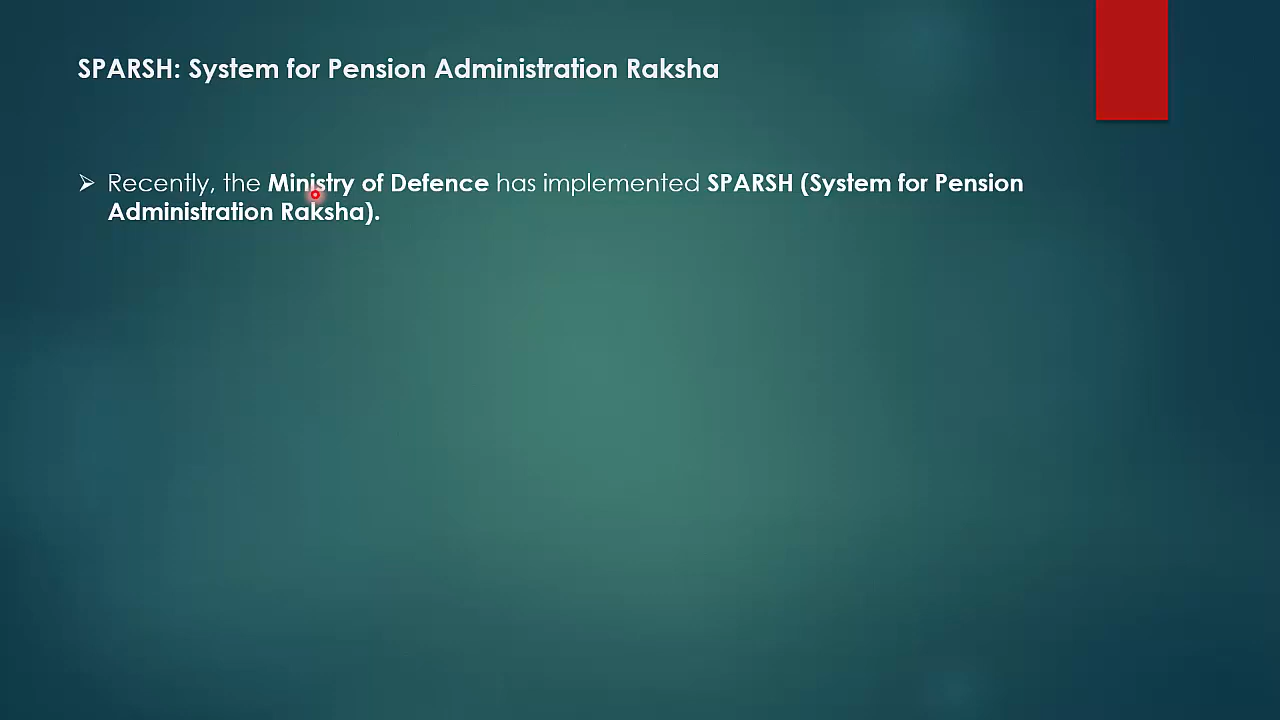 SPARSH: System for Pension Administration Raksha
Recently, the Ministry of Defence has implemented SPARSH (System for Pension
Administration Raksha).